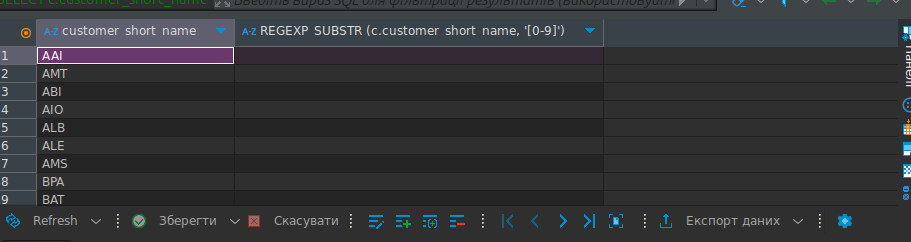 SELECT c.customer_short_name
Введіть вираз SQL для фільтрації результатів (використовуйте
A-Z customer short name A-Z REGEXP SUBSTR (c.customer short name, '[0-9]')
1 AAI
2 AMT
3 ABI
4 AIO
5 ALB
6 ALE
7 AMS
8 BPA
9 BAT
Панелі
Refresh Зберегти Скасувати Експорт даних